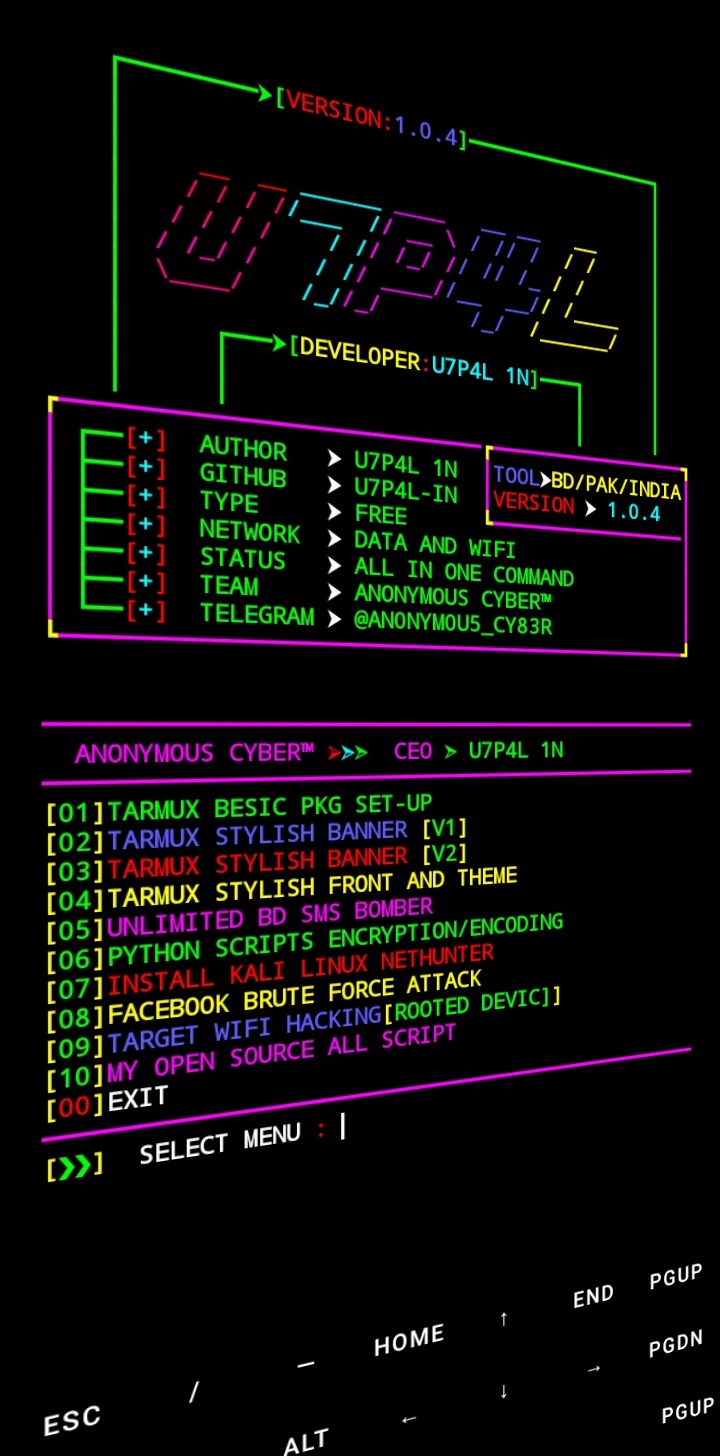 [VERSION:1.0.4]
U7P4L
[DEVELOPER:U7P4L 1N]
[+] AUTHOR ➤ U7P4L 1N
[+] GITHUB ➤ U7P4L-IN
[+] TYPE ➤ FREE
[+] NETWORK ➤ DATA AND WIFI
[+] STATUS ➤ ALL IN ONE COMMAND
[+] TEAM ➤ ANONYMOUS CYBER™
[+] TELEGRAM ➤ @AN0NYM0U5_CY83R
TOOL➤BD/PAK/INDIA
VERSION ➤ 1.0.4
ANONYMOUS CYBER™ ➤➤➤ CEO ➤ U7P4L 1N
[01]TARMUX BESIC PKG SET-UP
[02]TARMUX STYLISH BANNER [V1]
[03]TARMUX STYLISH BANNER [V2]
[04]TARMUX STYLISH FRONT AND THEME
[05]UNLIMITED BD SMS BOMBER
[06]PYTHON SCRIPTS ENCRYPTION/ENCODING
[07]INSTALL KALI LINUX NETHUNTER
[08]FACEBOOK BRUTE FORCE ATTACK
[09]TARGET WIFI HACKING[ROOTED DEVIC]]
[10]MY OPEN SOURCE ALL SCRIPT
[00]EXIT
[❯❯] SELECT MENU :
ESC / — HOME ↑ END PGUP
ALT ← ↓ → PGDN
PGUP